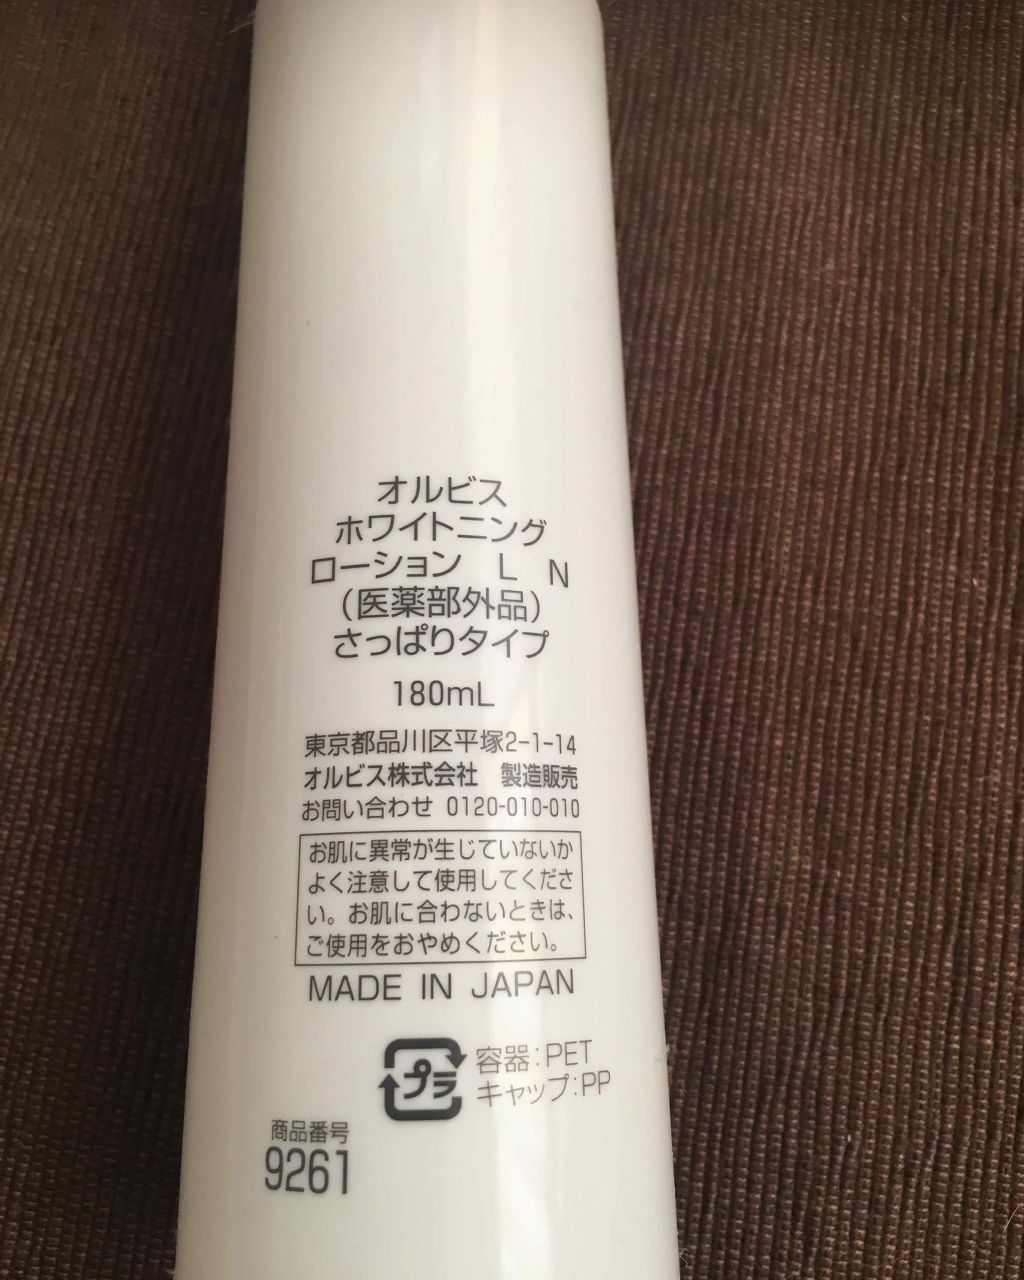 オルビス
ホワイトニング
ローション　L　N
（医薬部外品）
さっぱりタイプ
180mL
東京都品川区平塚2-1-14
オルビス株式会社　製造販売
お問い合わせ 0120-010-010
お肌に異常が生じていないか
よく注意して使用してくださ
い。お肌に合わないときは、
ご使用をおやめください。
MADE IN JAPAN
プラ
容器:PET
キャップ:PP
商品番号
9261